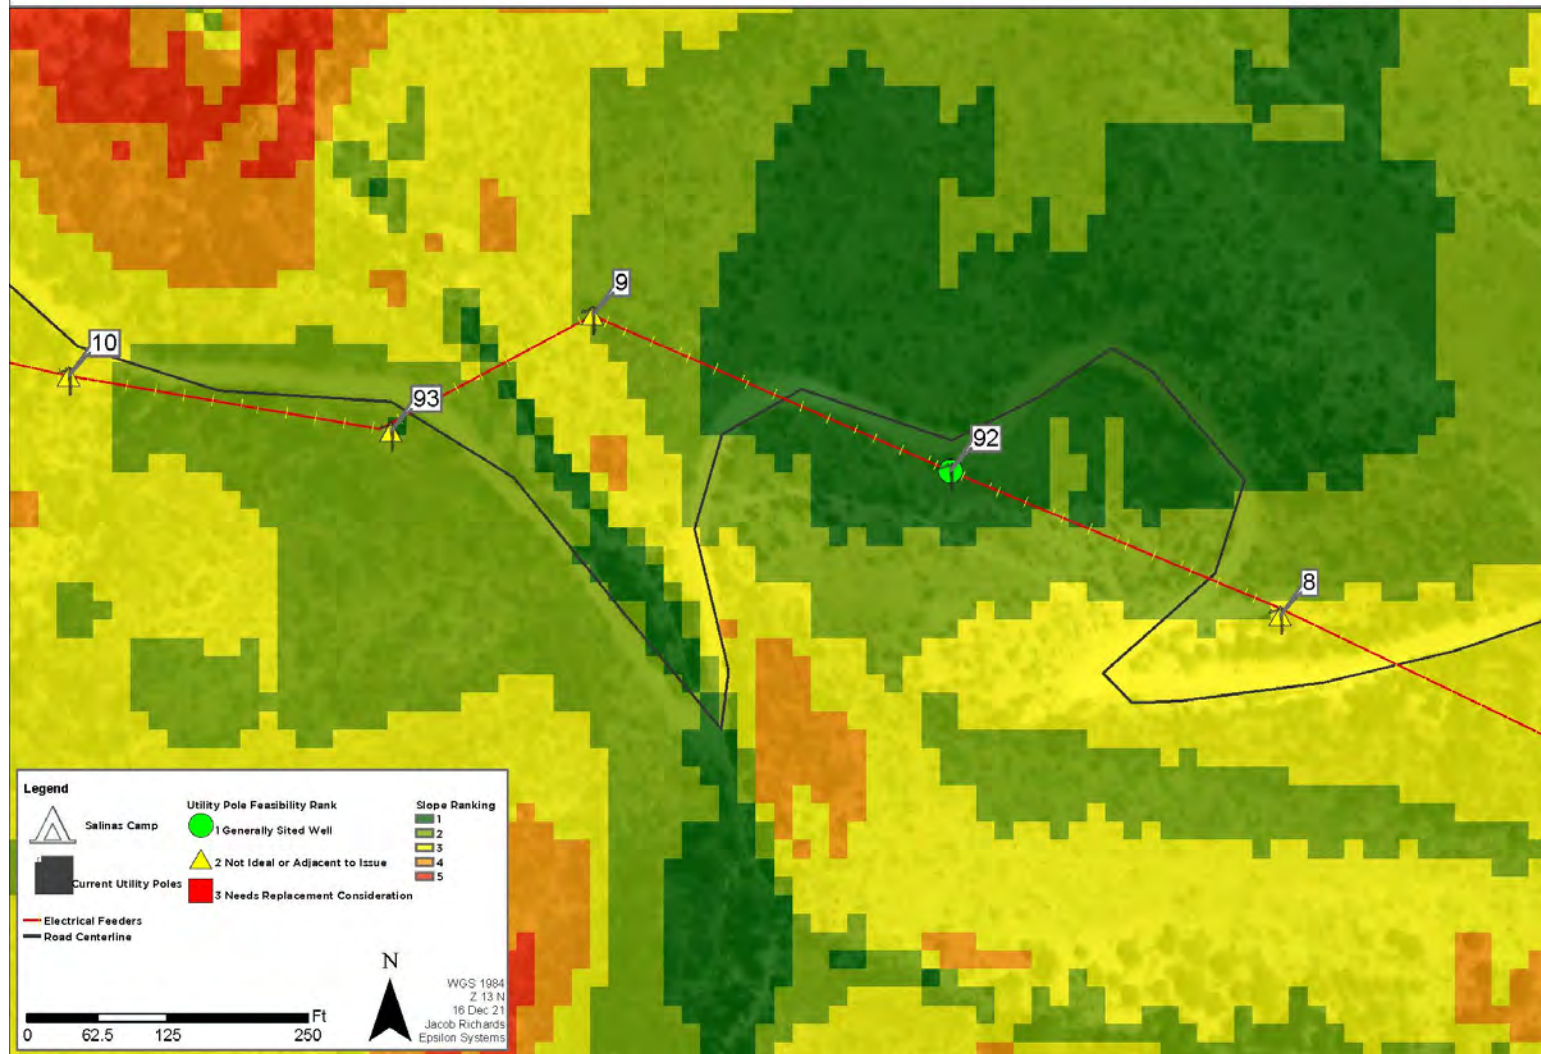 9
10
93
92
8
Legend
Salinas Camp
Current Utility Poles
Electrical Feeders
Road Centerline
Utility Pole Feasibility Rank
1 Generally Sited Well
2 Not Ideal or Adjacent to Issue
3 Needs Replacement Consideration
Slope Ranking
1
2
3
4
5
N
WGS 1984
Z 13 N
16 Dec 21
Jacob Richards
Epsilon Systems
Ft
0 62.5 125 250